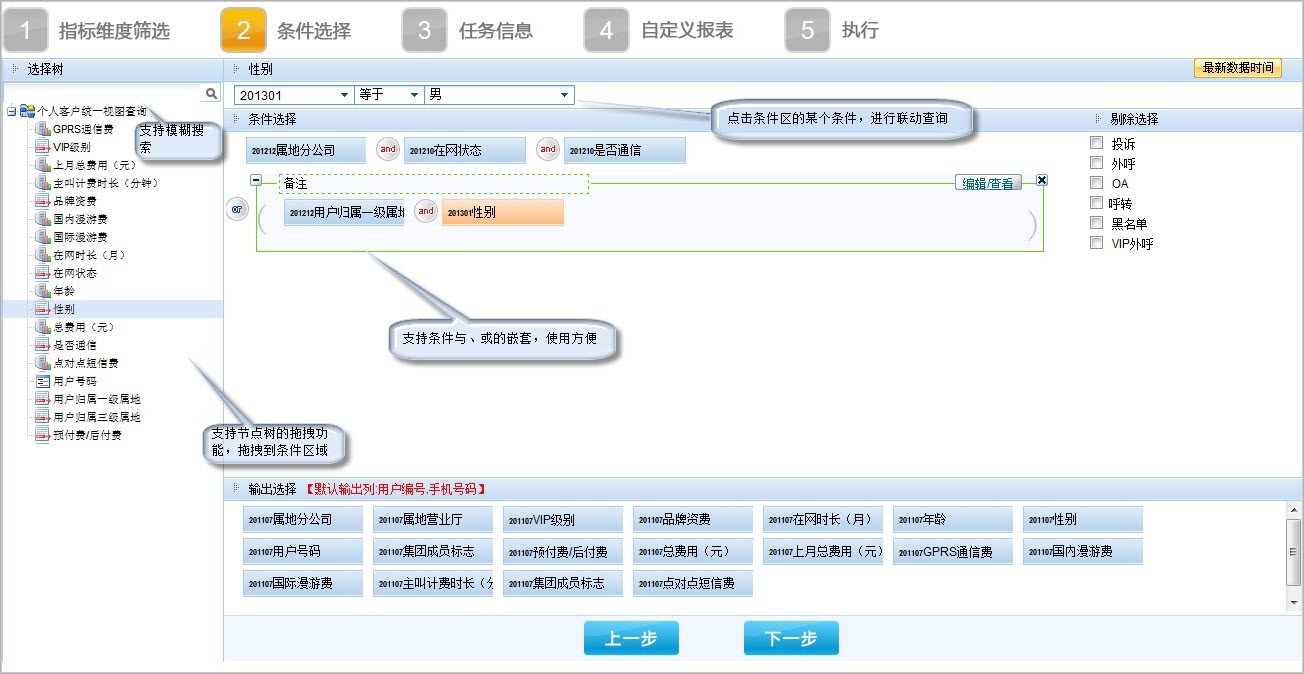 1 指标维度筛选 2 条件选择 3 任务信息 4 自定义报表 5 执行
选择树
性别
最新数据时间
201301 等于 男
个人客户统一视图查询
GPRS通信费
VIP级别
上月总费用（元）
主叫计费时长（分钟）
品牌资费
国内漫游费
国际漫游费
在网时长（月）
在网状态
年龄
性别
总费用（元）
是否通信
点对点短信费
用户号码
用户归属一级属地
用户归属三级属地
预付费/后付费
支持模糊搜
索
支持节点树的拖拽功
能，拖拽到条件区域
条件选择
点击条件区的某个条件，进行联动查询
201212属地分公司 and 201210在网状态 and 201210是否通信
备注
编辑/查看
or
201212用户归属一级属地 and 201301性别
支持条件与、或的嵌套，使用方便
剔除选择
投诉
外呼
OA
呼转
黑名单
VIP外呼
输出选择 【默认输出列:用户编号,手机号码】
201107属地分公司 201107属地营业厅 201107VIP级别 201107品牌资费 201107在网时长（月） 201107年龄 201107性别
201107用户号码 201107集团成员标志 201107预付费/后付费 201107总费用（元） 201107上月总费用（元） 201107GPRS通信费 201107国内漫游费
201107国际漫游费 201107主叫计费时长（分 201107集团成员标志 201107点对点短信费
上一步 下一步